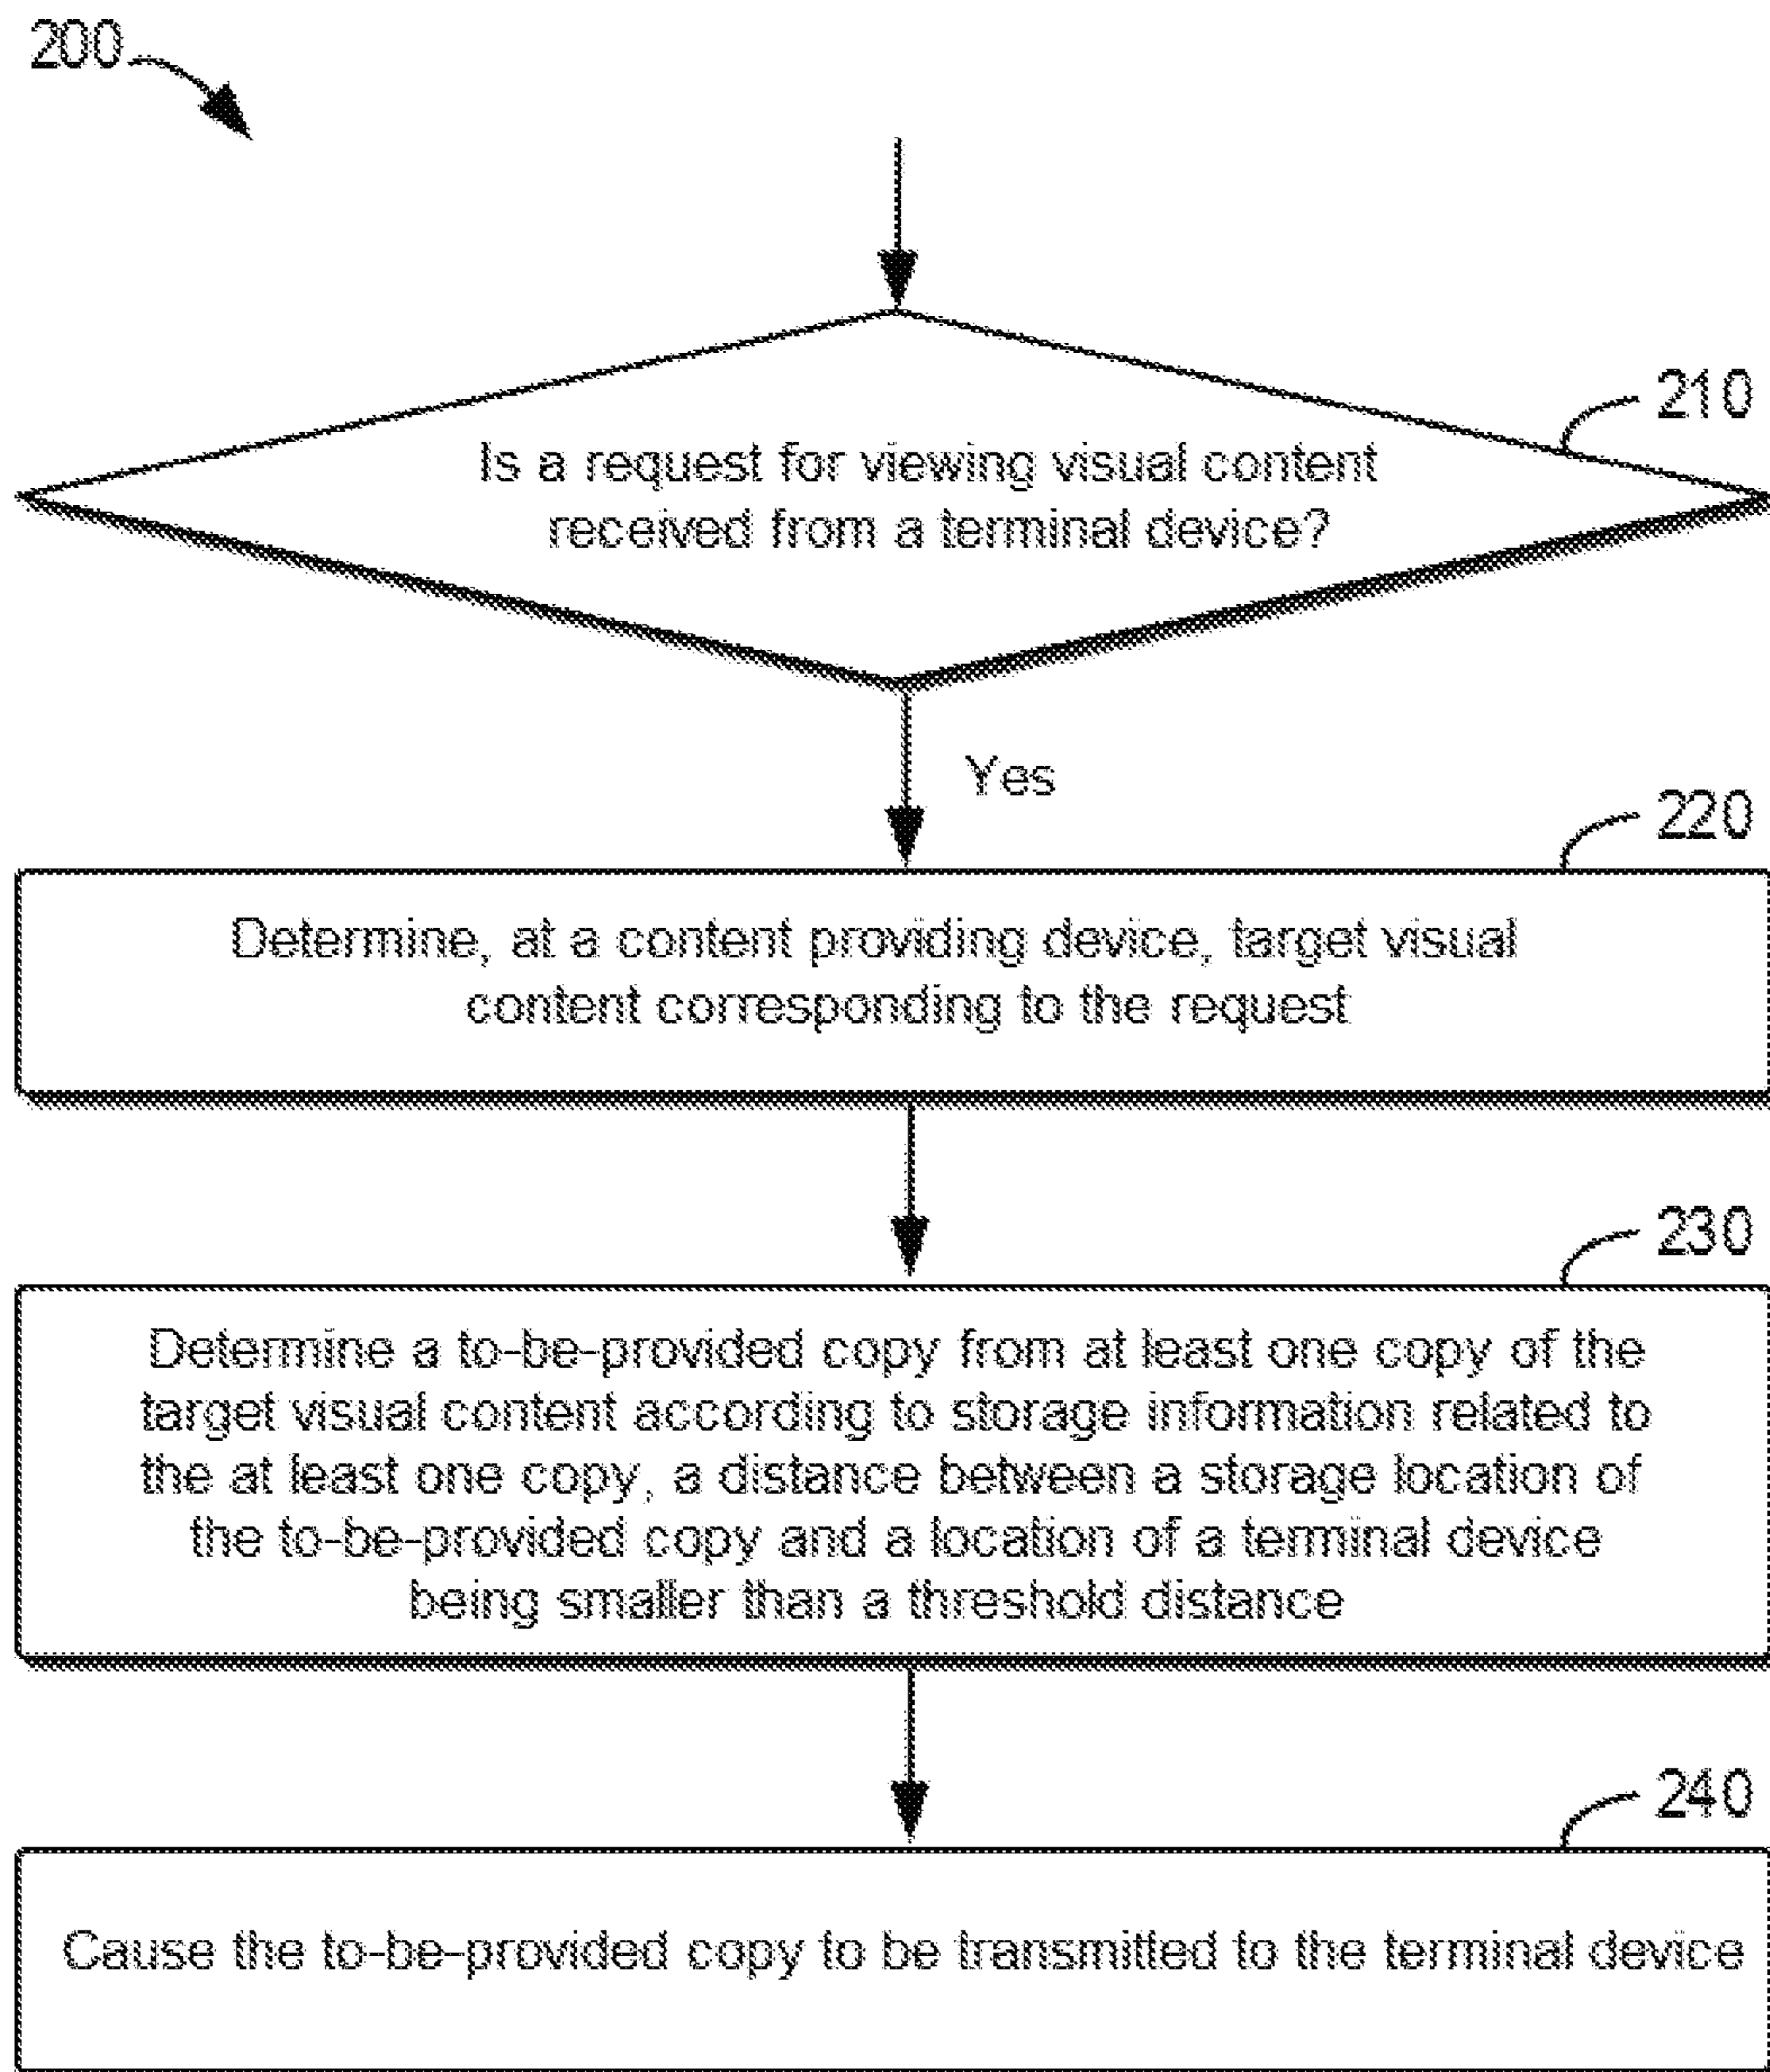 200
210
Is a request for viewing visual content
received from a terminal device?
Yes
220
Determine, at a content providing device, target visual
content corresponding to the request
230
Determine a to-be-provided copy from at least one copy of the
target visual content according to storage information related to
the at least one copy, a distance between a storage location of
the to-be-provided copy and a location of a terminal device
being smaller than a threshold distance
240
Cause the to-be-provided copy to be transmitted to the terminal device